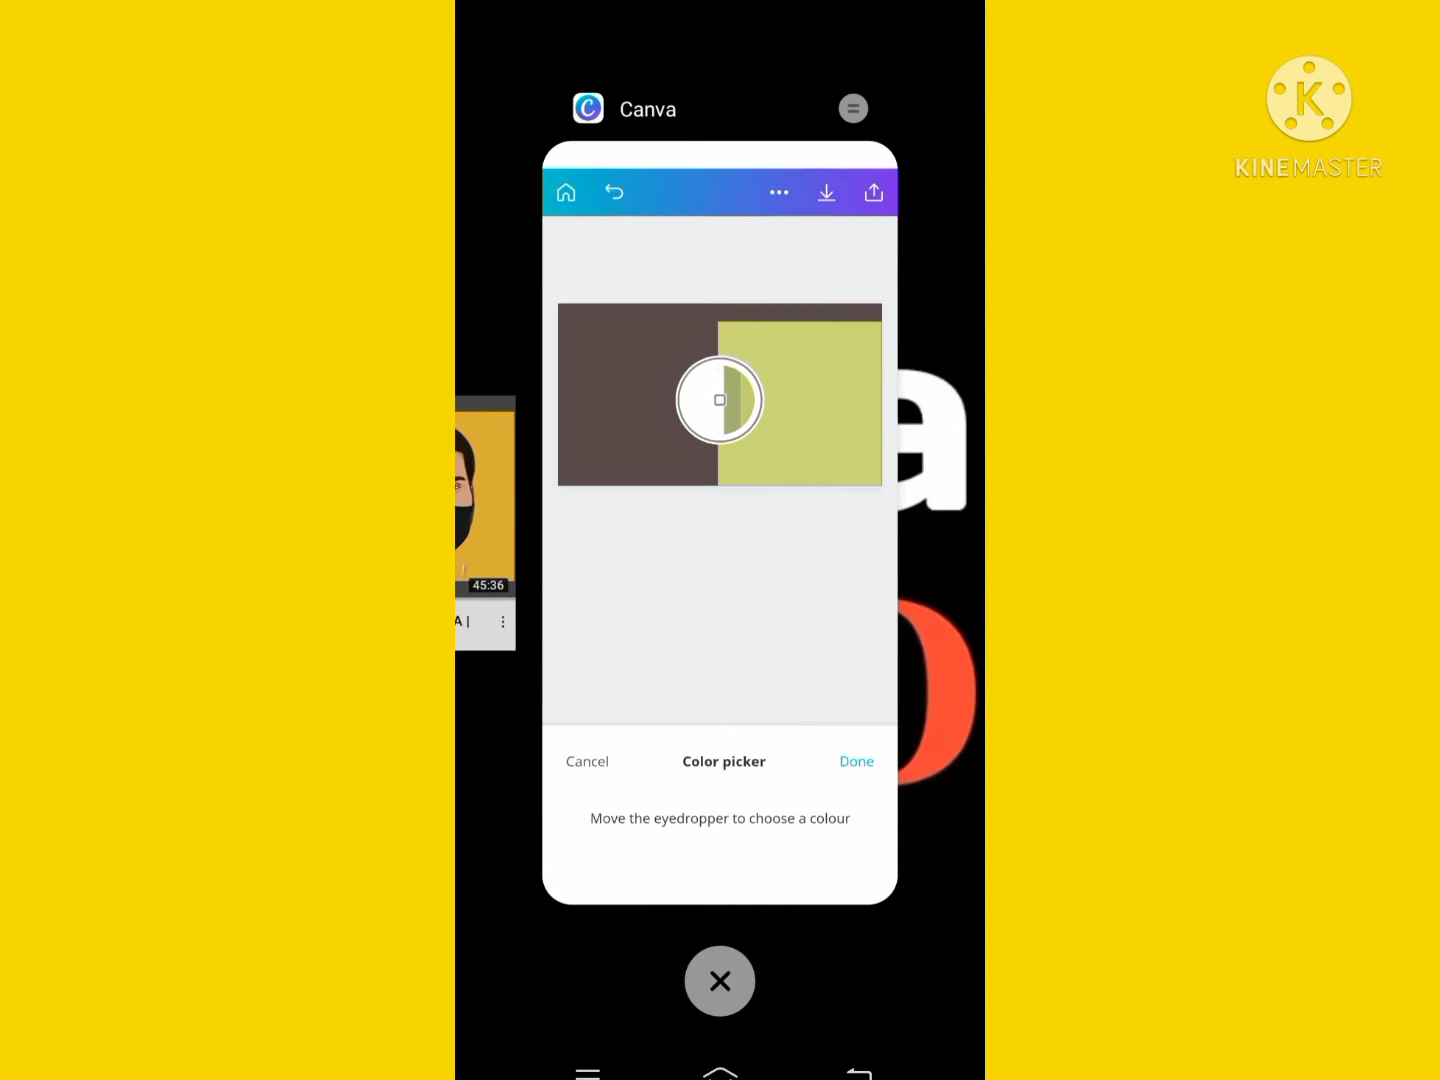 Canva
K
KINEMASTER
a
45:36
A |
Cancel
Color picker
Done
Move the eyedropper to choose a colour